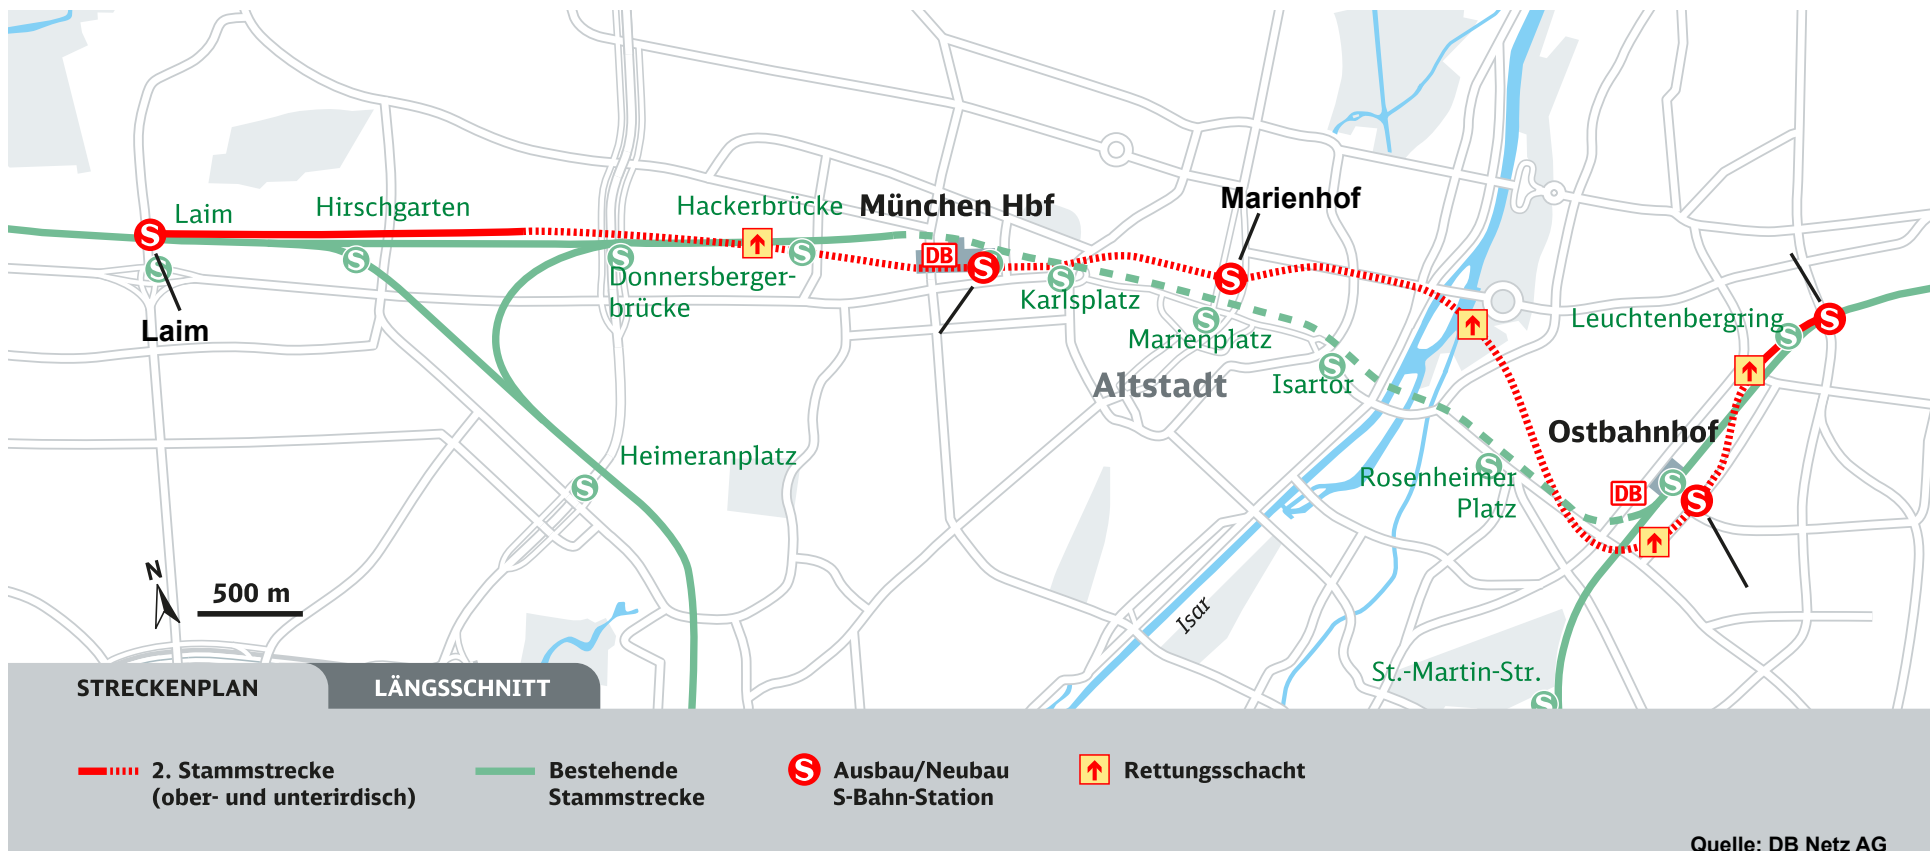 Laim
Hirschgarten
Hackerbrücke
München Hbf
Marienhof
S
S
S
S
S
DB
S
S
S
S
Donnersberger-
brücke
Karlsplatz
Laim
S
Marienplatz
Leuchtenbergring
S
S
Altstadt
S
Isartor
Ostbahnhof
Heimeranplatz
S
S
Rosenheimer
Platz
DB
S
S
N
500 m
Isar
St.-Martin-Str.
S
STRECKENPLAN
LÄNGSSCHNITT
2. Stammstrecke
(ober- und unterirdisch)
Bestehende
Stammstrecke
S
Ausbau/Neubau
S-Bahn-Station
Rettungsschacht
Quelle: DB Netz AG